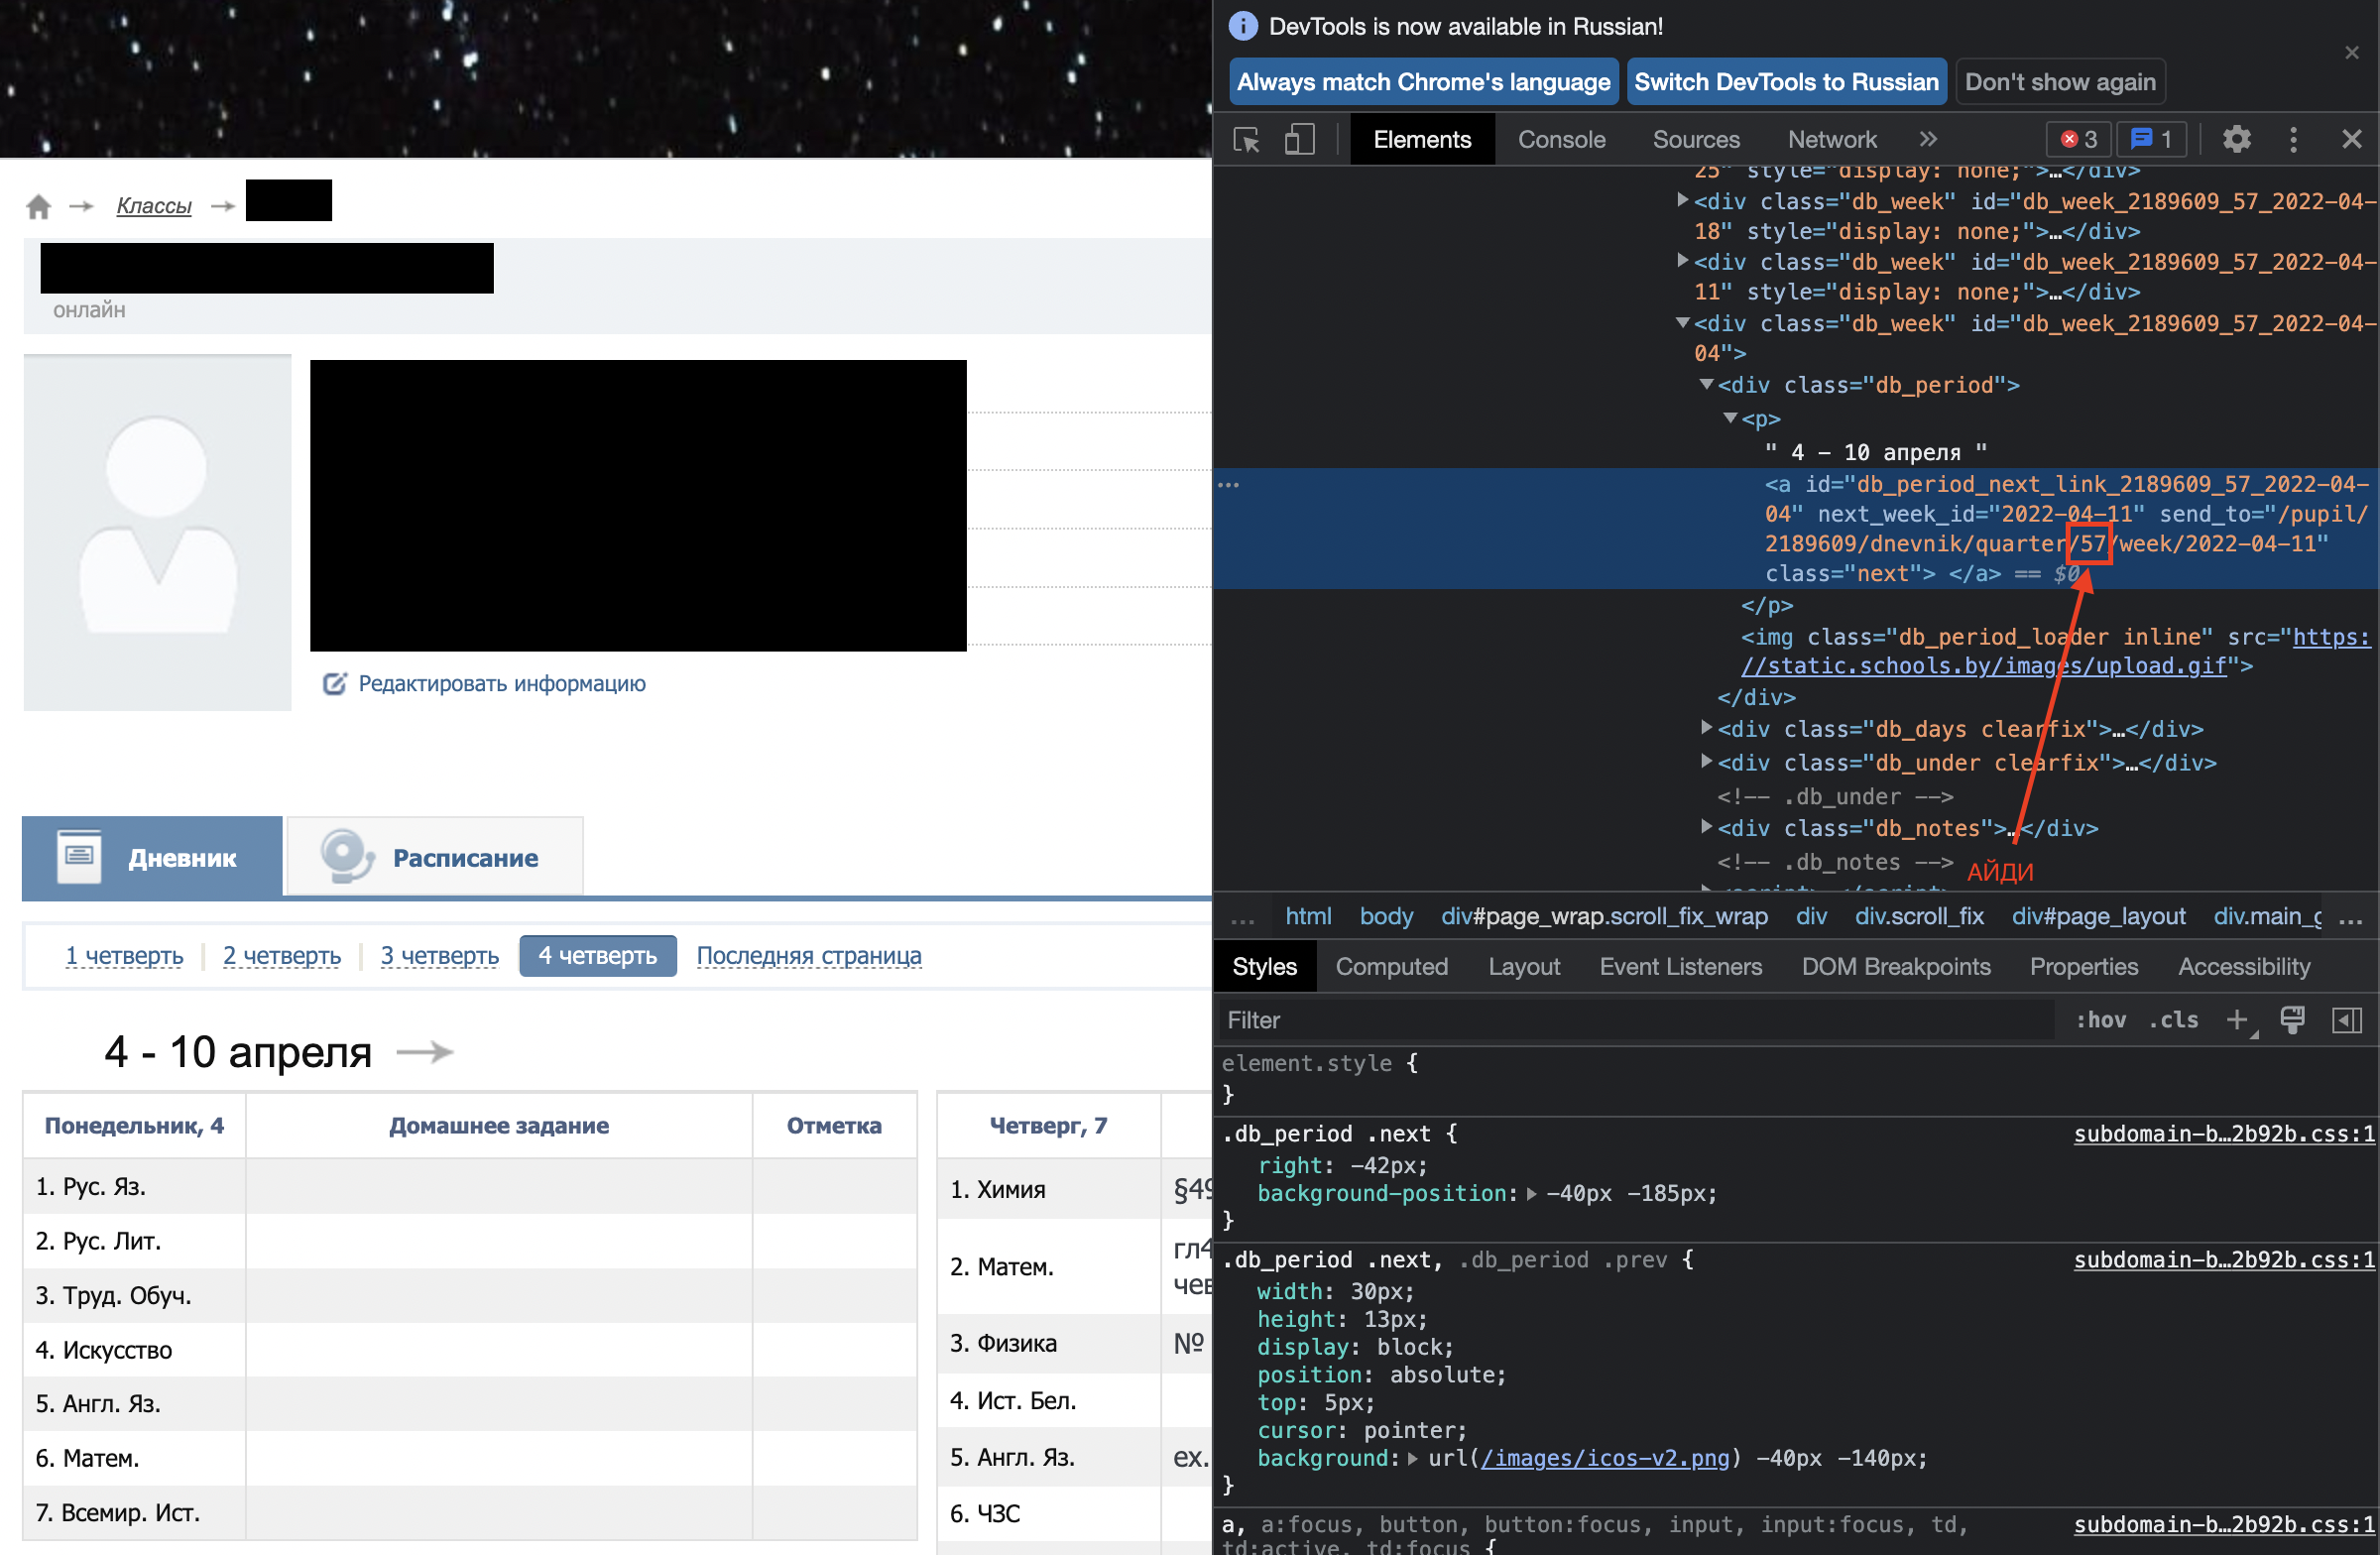 Классы
онлайн
Редактировать информацию
Дневник
Расписание
1 четверть
2 четверть
3 четверть
4 четверть
Последняя страница
4 - 10 апреля
Понедельник, 4 Домашнее задание Отметка
1. Рус. Яз.
2. Рус. Лит.
3. Труд. Обуч.
4. Искусство
5. Англ. Яз.
6. Матем.
7. Всемир. Ист.
Четверг, 7
1. Химия §49
2. Матем. гл4
чев
3. Физика №
4. Ист. Бел.
5. Англ. Яз. ex.
6. ЧЗС
DevTools is now available in Russian!
Always match Chrome's language
Switch DevTools to Russian
Don't show again
Elements Console Sources Network » 3 1
25" style="display: none;">…</div>
<div class="db_week" id="db_week_2189609_57_2022-04-
18" style="display: none;">…</div>
<div class="db_week" id="db_week_2189609_57_2022-04-
11" style="display: none;">…</div>
<div class="db_week" id="db_week_2189609_57_2022-04-
04">
<div class="db_period">
<p>
" 4 - 10 апреля "
<a id="db_period_next_link_2189609_57_2022-04-
04" next_week_id="2022-04-11" send_to="/pupil/
2189609/dnevnik/quarter/57/week/2022-04-11"
class="next"> </a> == $0
</p>
<img class="db_period_loader inline" src="https:
//static.schools.by/images/upload.gif">
</div>
<div class="db_days clearfix">…</div>
<div class="db_under clearfix">…</div>
<!-- .db_under -->
<div class="db_notes">…</div>
<!-- .db_notes -->
АЙДИ
<script>…</script>
... html body div#page_wrap.scroll_fix_wrap div div.scroll_fix div#page_layout div.main_c ...
Styles Computed Layout Event Listeners DOM Breakpoints Properties Accessibility
Filter :hov .cls +
element.style {
}
.db_period .next { subdomain-b…2b92b.css:1
right: -42px;
background-position: -40px -185px;
}
.db_period .next, .db_period .prev { subdomain-b…2b92b.css:1
width: 30px;
height: 13px;
display: block;
position: absolute;
top: 5px;
cursor: pointer;
background: url(/images/icos-v2.png) -40px -140px;
}
a, a:focus, button, button:focus, input, input:focus, td, subdomain-b…2b92b.css:1
td:active, td:focus {